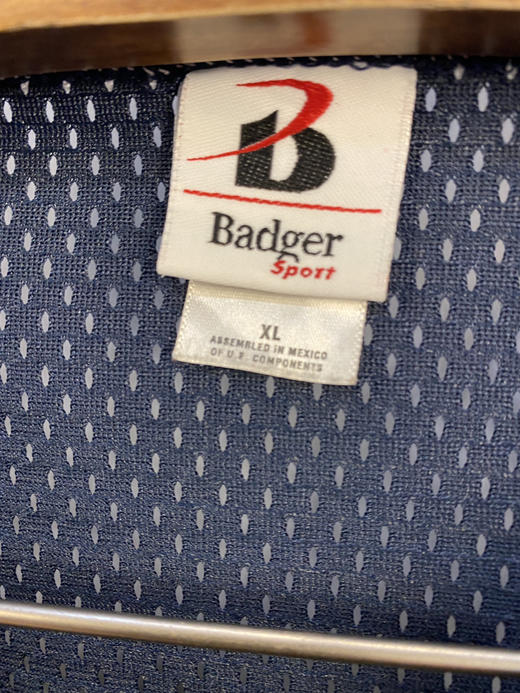 B
Badger
Sport
XL
ASSEMBLED IN MEXICO
OF U.S. COMPONENTS